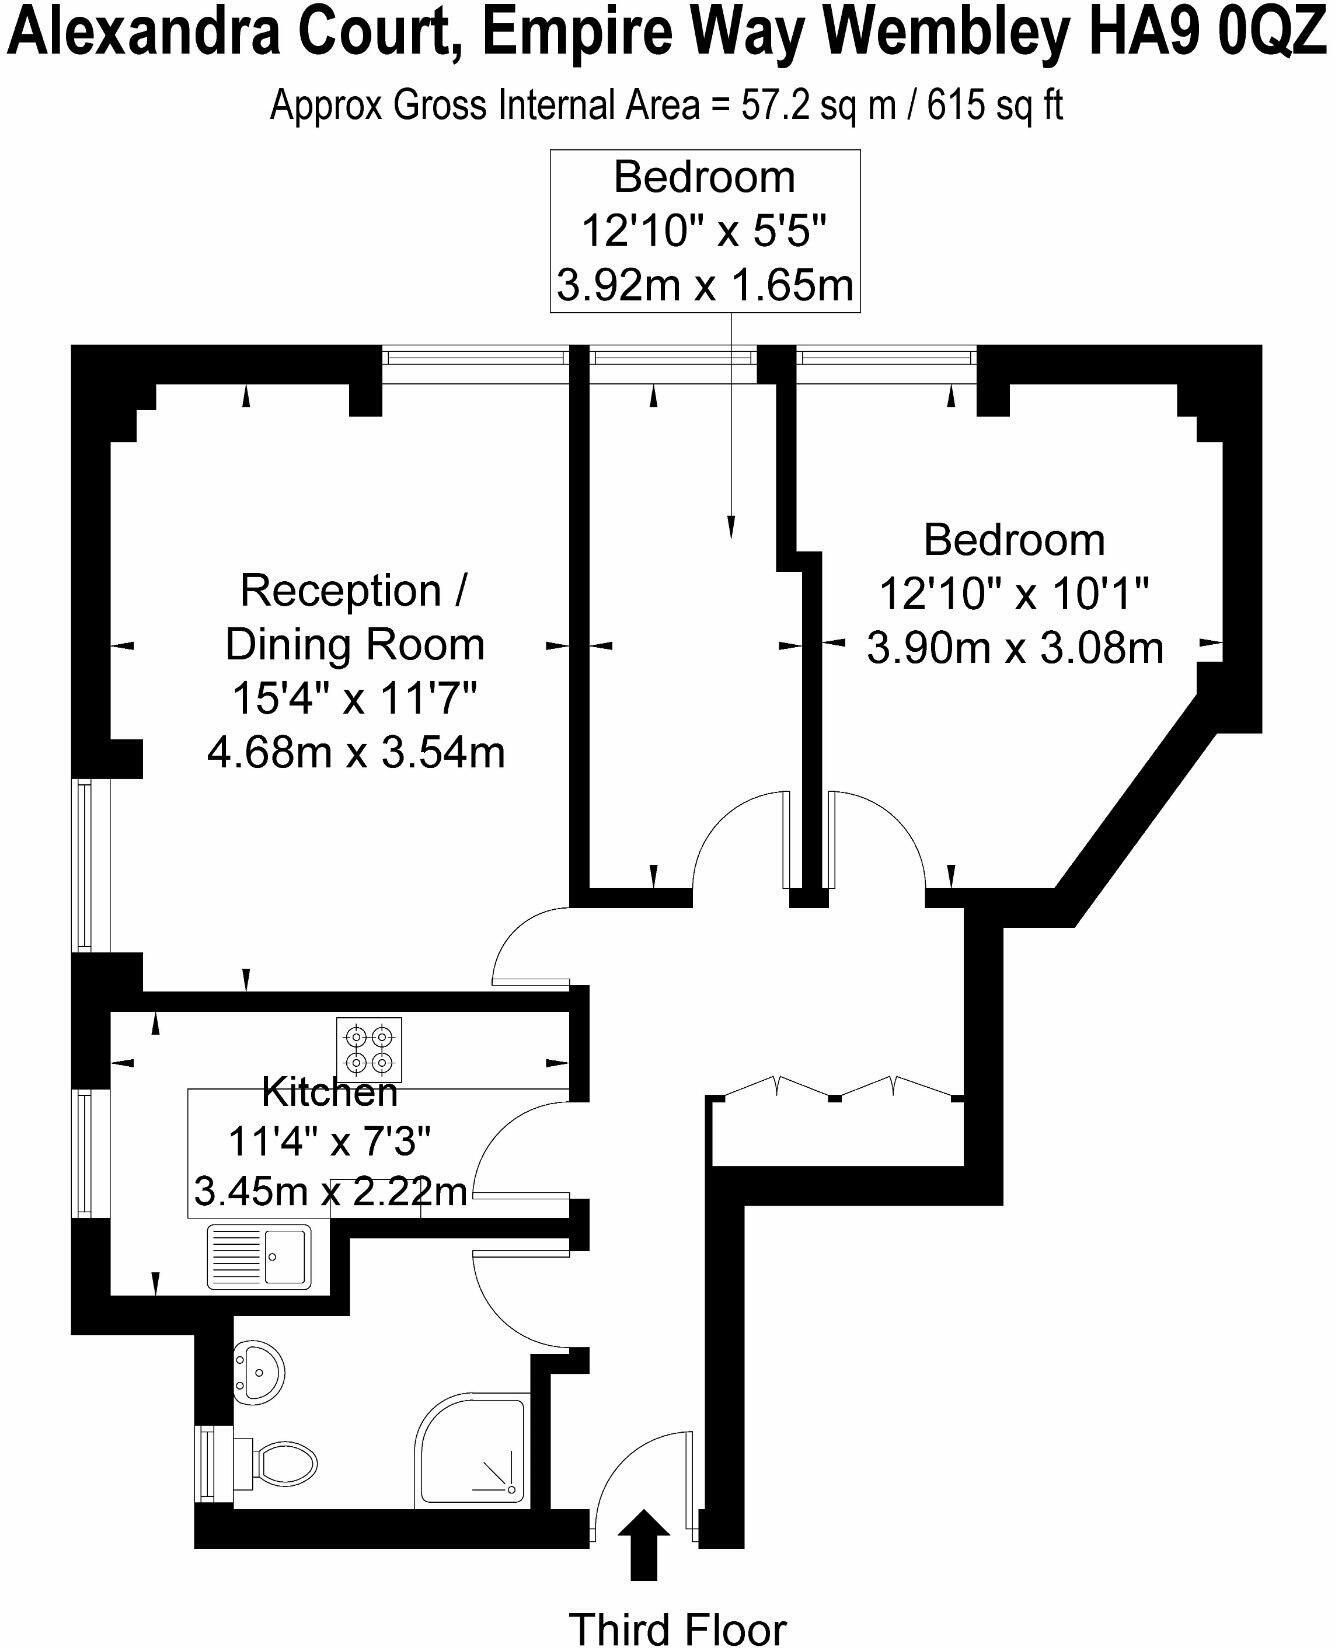 Alexandra Court, Empire Way Wembley HA9 0QZ
Approx Gross Internal Area = 57.2 sq m / 615 sq ft
Bedroom
12'10" x 5'5"
3.92m x 1.65m
Bedroom
12'10" x 10'1"
3.90m x 3.08m
Reception /
Dining Room
15'4" x 11'7"
4.68m x 3.54m
Kitchen
11'4" x 7'3"
3.45m x 2.22m
Third Floor